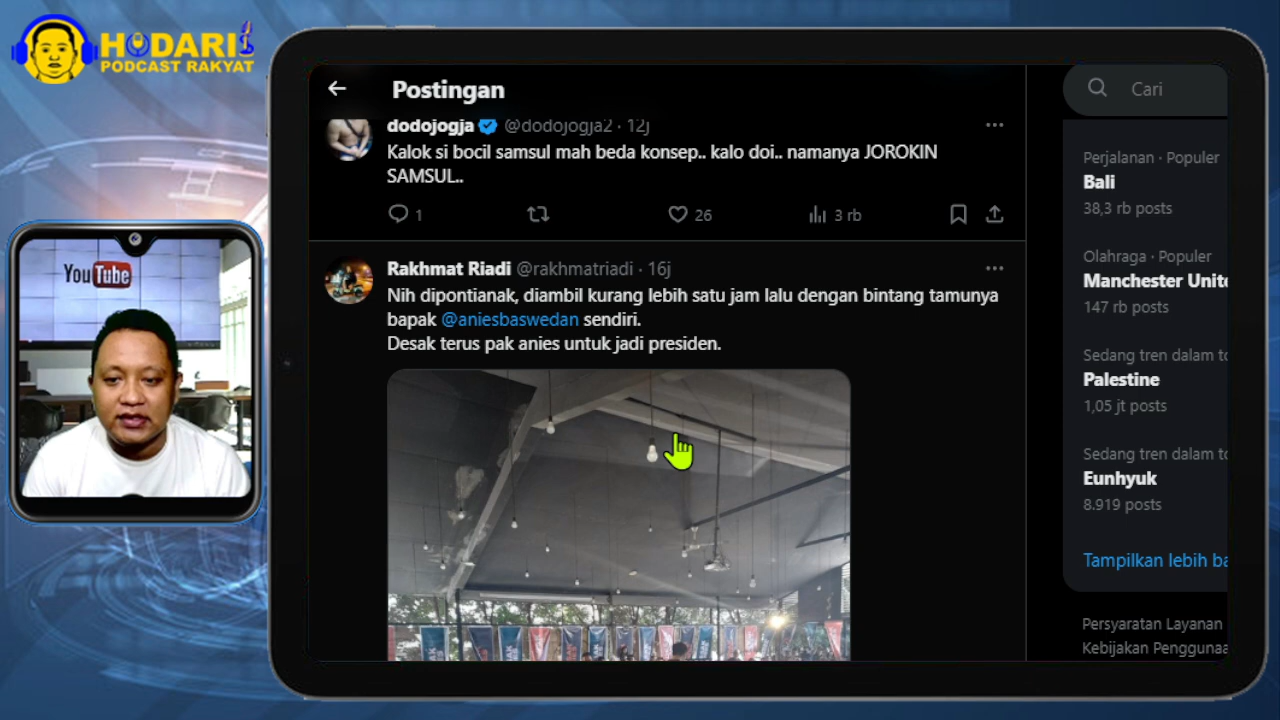 HODARI
PODCAST RAKYAT
YouTube
Postingan
dodojogja @dodojogja2 · 12j
Kalok si bocil samsul mah beda konsep.. kalo doi.. namanya JOROKIN
SAMSUL..
1 26 3 rb
Rakhmat Riadi @rakhmatriadi · 16j
Nih dipontianak, diambil kurang lebih satu jam lalu dengan bintang tamunya
bapak @aniesbaswedan sendiri.
Desak terus pak anies untuk jadi presiden.
Cari
Perjalanan · Populer
Bali
38,3 rb posts
Olahraga · Populer
Manchester Unite
147 rb posts
Sedang tren dalam to
Palestine
1,05 jt posts
Sedang tren dalam to
Eunhyuk
8.919 posts
Tampilkan lebih ba
Persyaratan Layanan
Kebijakan Penggunaa